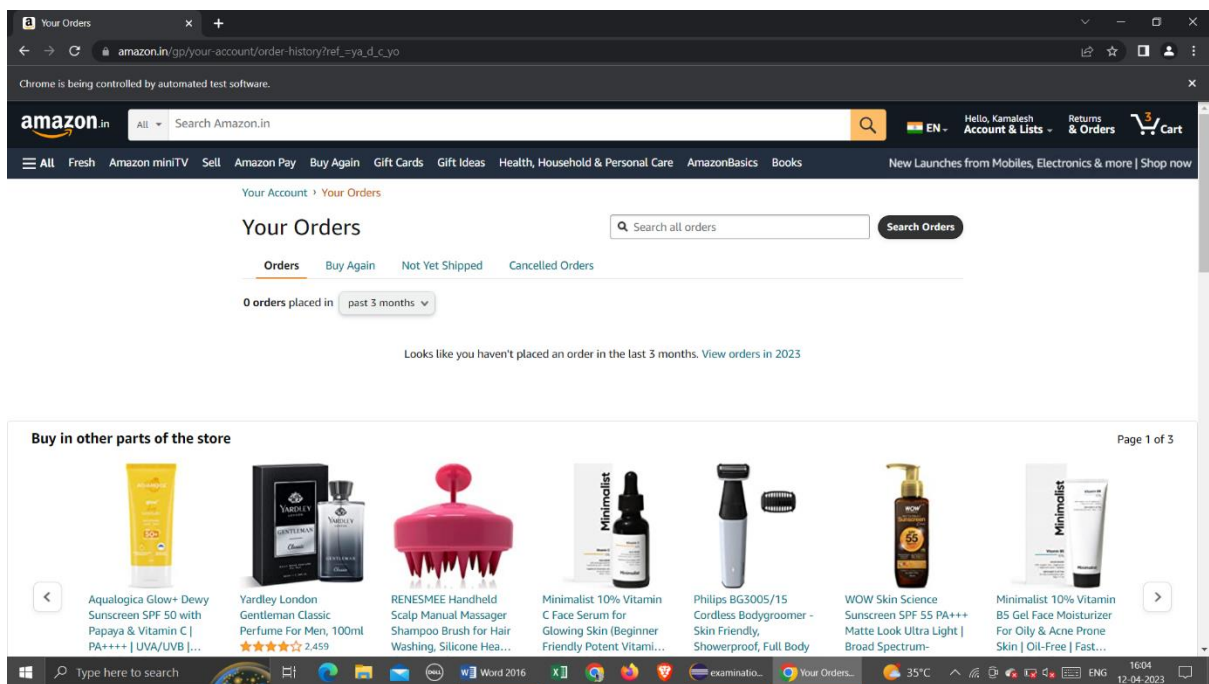 Your Orders
amazon.in/gp/your-account/order-history?ref_=ya_d_c_yo
Chrome is being controlled by automated test software.
amazon.in All Search Amazon.in EN Hello, Kamalesh Account & Lists Returns & Orders 3 Cart
All Fresh Amazon miniTV Sell Amazon Pay Buy Again Gift Cards Gift Ideas Health, Household & Personal Care AmazonBasics Books New Launches from Mobiles, Electronics & more | Shop now
Your Account › Your Orders
Your Orders Search all orders Search Orders
Orders Buy Again Not Yet Shipped Cancelled Orders
0 orders placed in past 3 months
Looks like you haven't placed an order in the last 3 months. View orders in 2023
Buy in other parts of the store Page 1 of 3
YARDLEY
GENTLEMAN
Classic
50+
Minimalist
WOW
Sunscreen
55
Minimalist
Aqualogica Glow+ Dewy
Sunscreen SPF 50 with
Papaya & Vitamin C |
PA++++ | UVA/UVB |...
Yardley London
Gentleman Classic
Perfume For Men, 100ml
2,459
RENESMEE Handheld
Scalp Manual Massager
Shampoo Brush for Hair
Washing, Silicone Hea...
Minimalist 10% Vitamin
C Face Serum for
Glowing Skin (Beginner
Friendly Potent Vitami...
Philips BG3005/15
Cordless Bodygroomer -
Skin Friendly,
Showerproof, Full Body
WOW Skin Science
Sunscreen SPF 55 PA+++
Matte Look Ultra Light |
Broad Spectrum-
Minimalist 10% Vitamin
B5 Gel Face Moisturizer
For Oily & Acne Prone
Skin | Oil-Free | Fast...
Type here to search DELL Word 2016 examinatio... Your Orders... 35°C ENG 16:04
12-04-2023